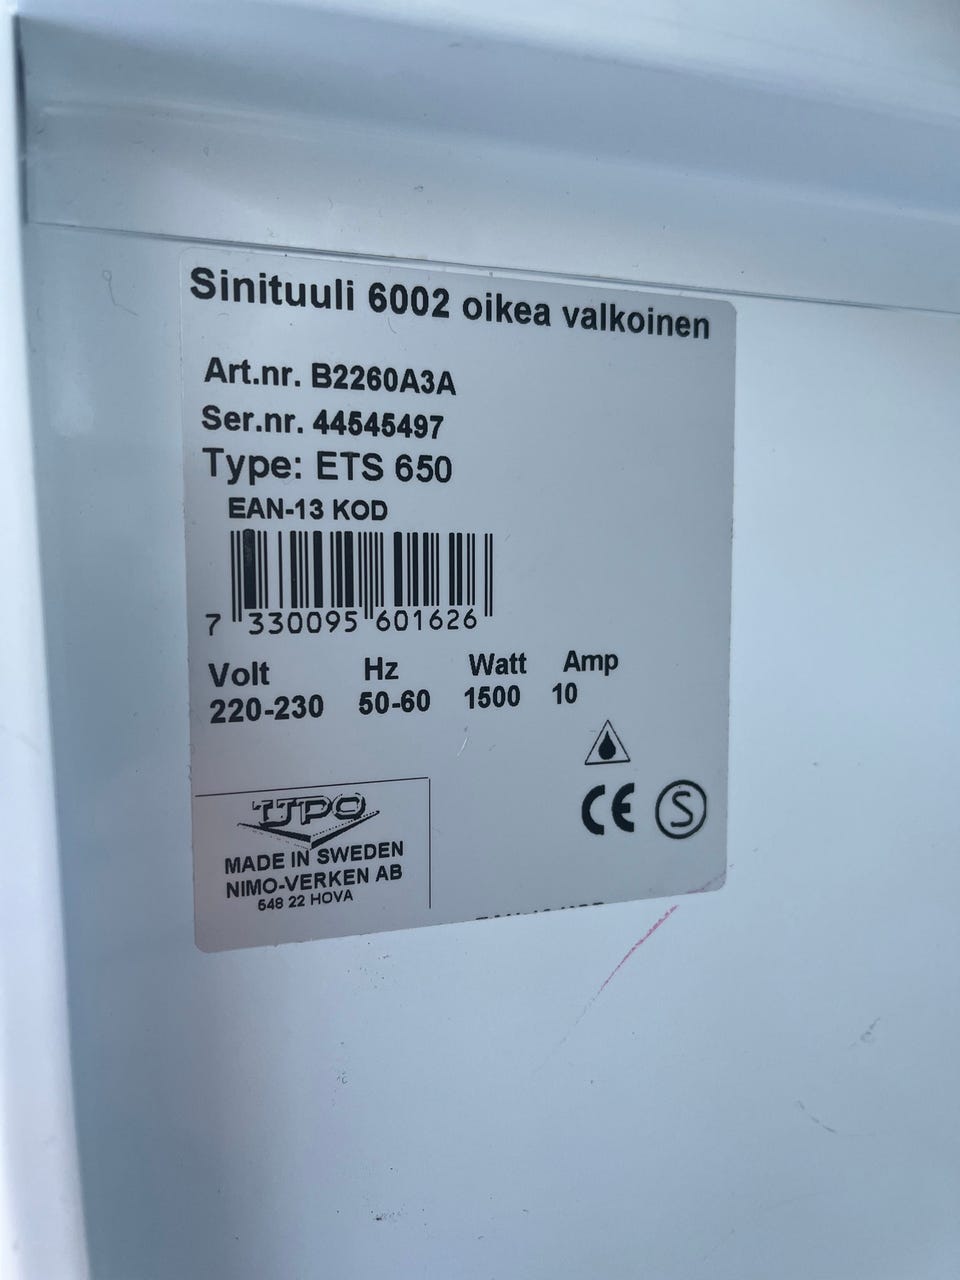 Sinituuli 6002 oikea valkoinen
Art.nr. B2260A3A
Ser.nr. 44545497
Type: ETS 650
EAN-13 KOD
7 330095 601626
Volt Hz Watt Amp
220-230 50-60 1500 10
CE S
UPO
MADE IN SWEDEN
NIMO-VERKEN AB
548 22 HOVA